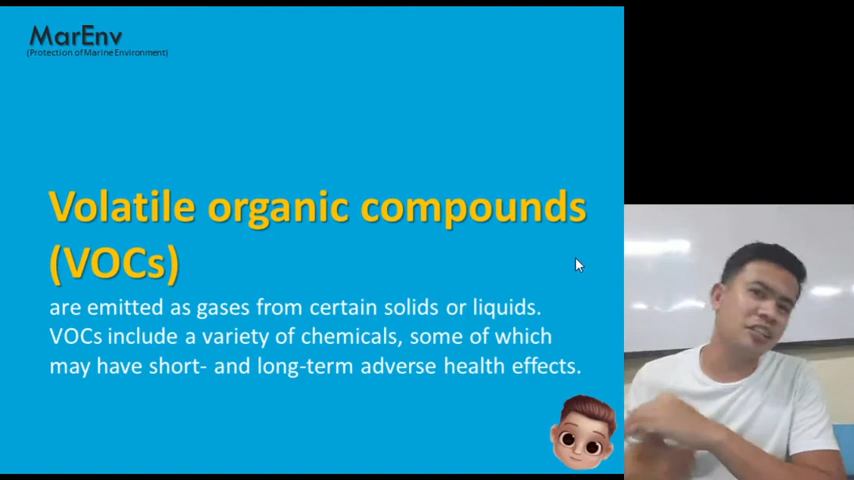 MarEnv
(Protection of Marine Environment)
Volatile organic compounds
(VOCs)
are emitted as gases from certain solids or liquids.
VOCs include a variety of chemicals, some of which
may have short- and long-term adverse health effects.